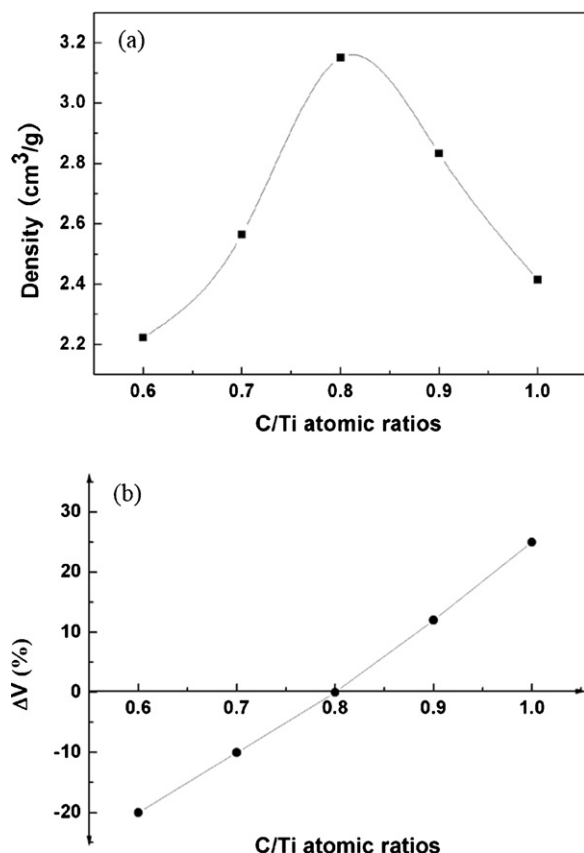 (a)
3.2
3.0
2.8
2.6
2.4
2.2
Density (cm³/g)
0.6 0.7 0.8 0.9 1.0
C/Ti atomic ratios
(b)
30
20
10
0
-10
-20
ΔV (%)
0.6 0.7 0.8 0.9 1.0
C/Ti atomic ratios